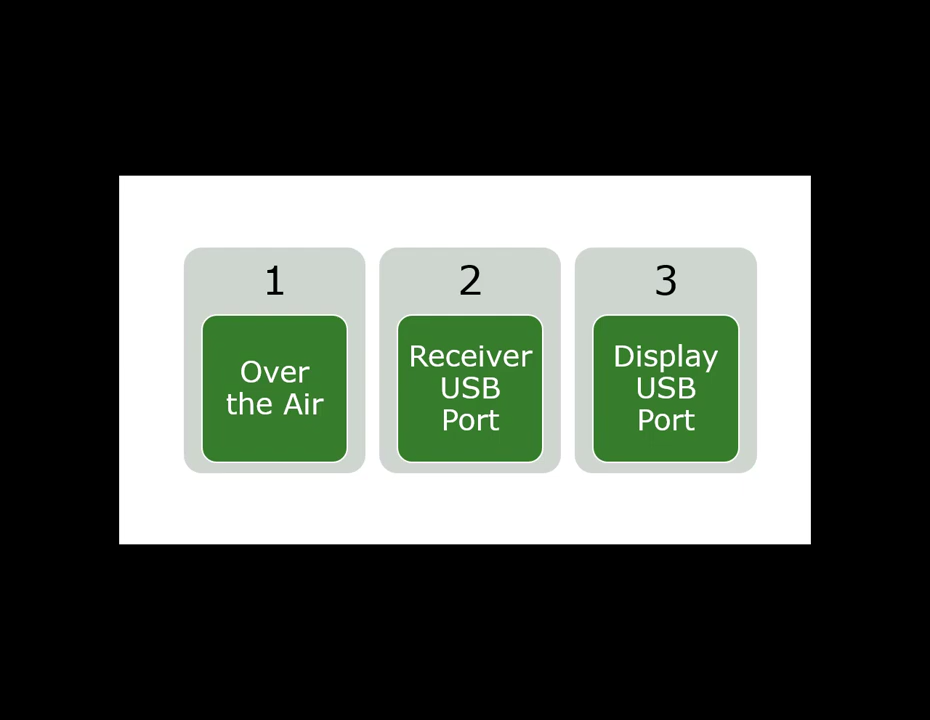 1
Over
the Air
2
Receiver
USB
Port
3
Display
USB
Port